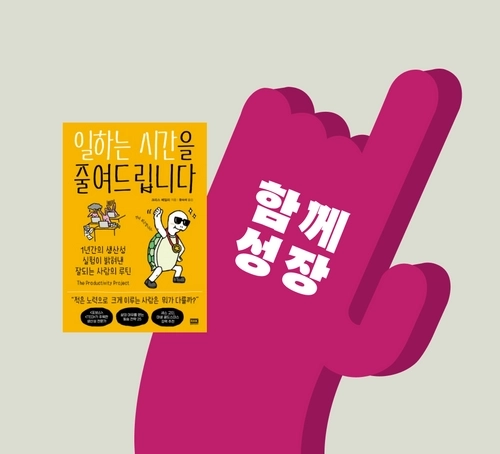 일하는 시간을
줄여드립니다
1년간의 생산성
실험이 밝혀낸
잘되는 사람의 루틴
The Productivity Project
"적은 노력으로 크게 이루는 사람은 뭐가 다를까?"
함께
성장